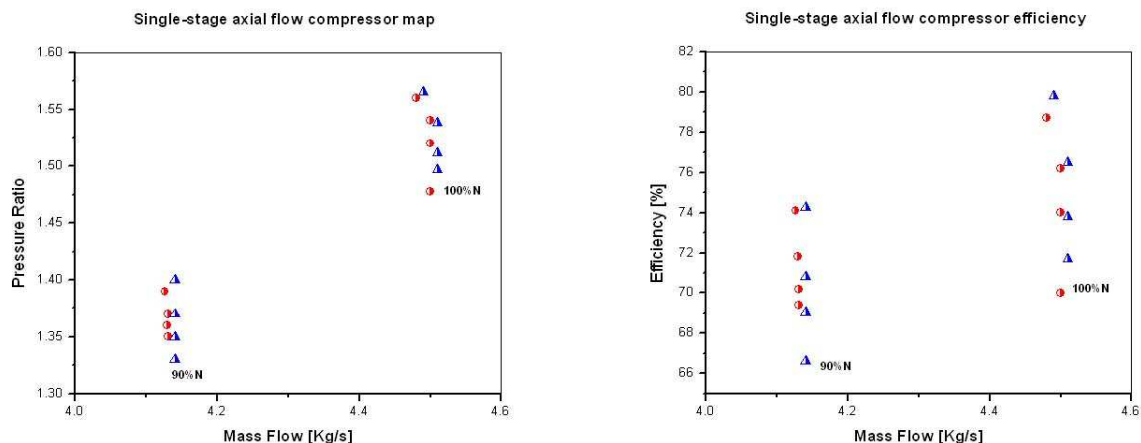 Single-stage axial flow compressor map
1.60
1.55
1.50
1.45
1.40
1.35
1.30
Pressure Ratio
100%N
90%N
4.0
4.2
4.4
4.6
Mass Flow [Kg/s]
Single-stage axial flow compressor efficiency
82
80
78
76
74
72
70
68
66
Efficiency [%]
100%N
90%N
4.0
4.2
4.4
4.6
Mass Flow [Kg/s]